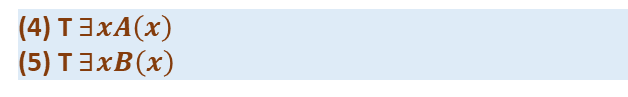 (4) T ∃xA(x)
(5) T ∃xB(x)